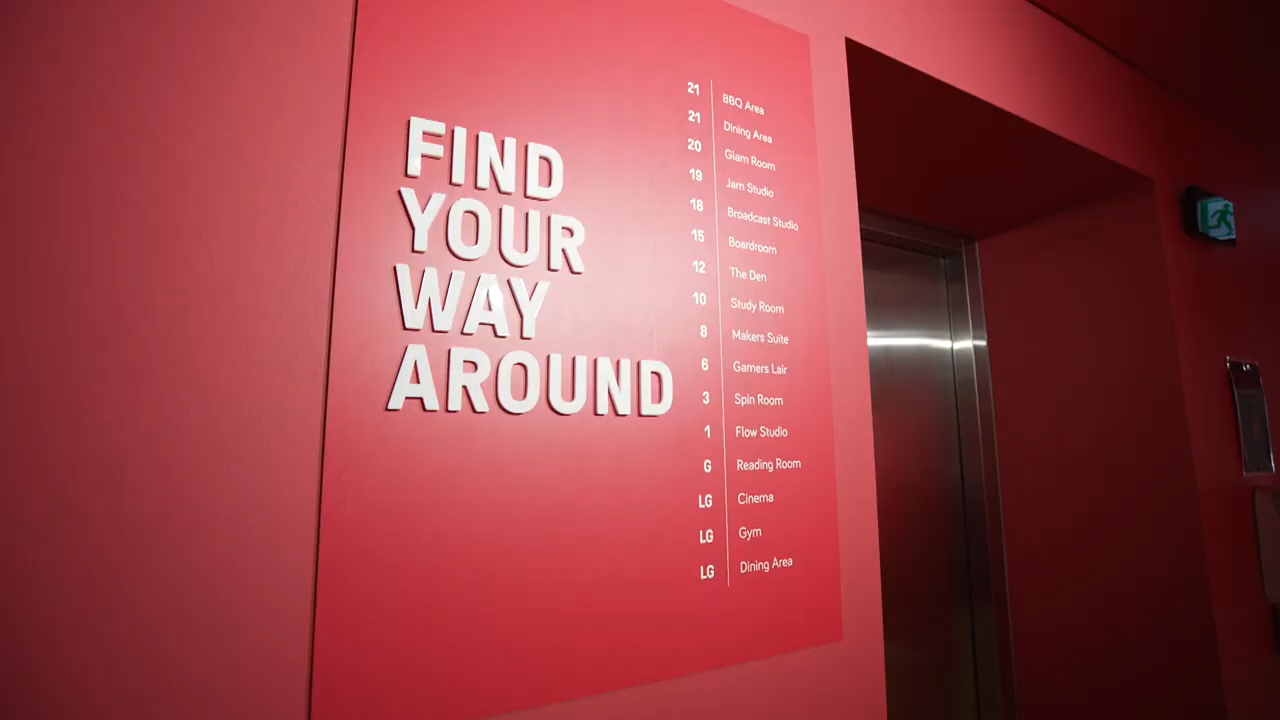 FIND
YOUR
WAY
AROUND
21 BBQ Area
21 Dining Area
20 Glam Room
19 Jam Studio
18 Broadcast Studio
15 Boardroom
12 The Den
10 Study Room
8 Makers Suite
6 Gamers Lair
3 Spin Room
1 Flow Studio
G Reading Room
LG Cinema
LG Gym
LG Dining Area